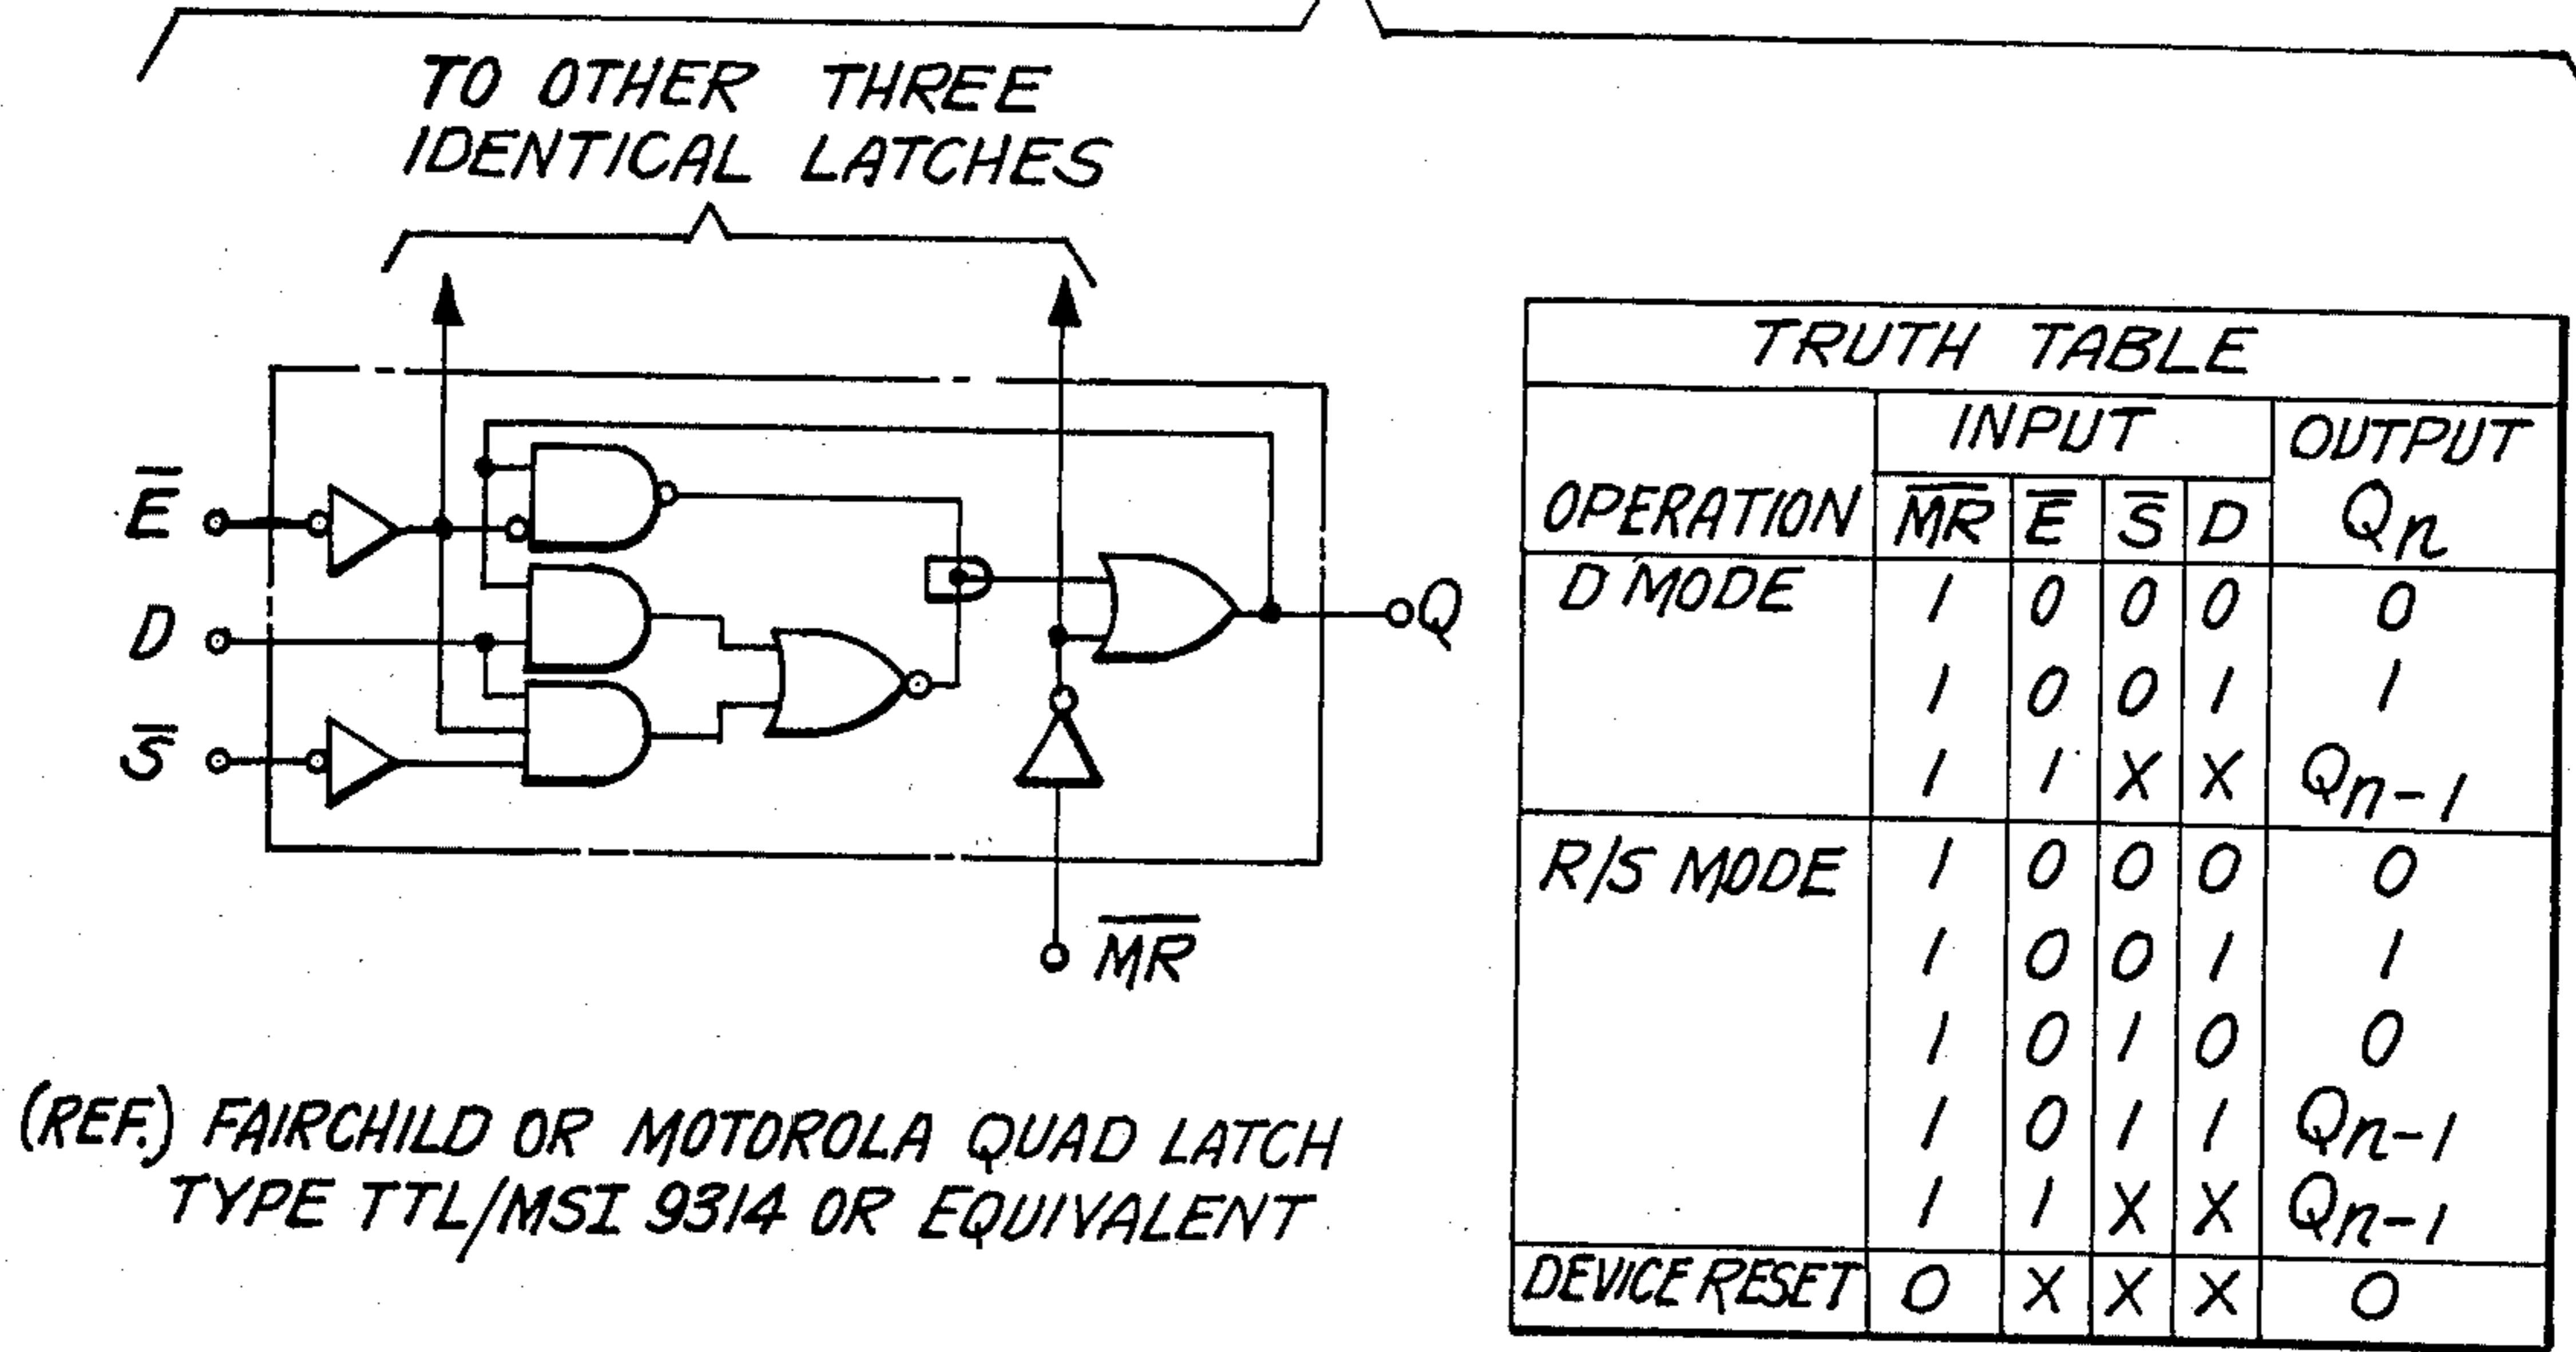 TO OTHER THREE
IDENTICAL LATCHES
E̅
D
S̅
Q
M̅R̅
(REF.) FAIRCHILD OR MOTOROLA QUAD LATCH
TYPE TTL/MSI 9314 OR EQUIVALENT
TRUTH TABLE
INPUT OUTPUT
OPERATION M̅R̅ E̅ S̅ D Qn
D MODE 1 0 0 0 0
1 0 0 1 1
1 1 X X Qn-1
R/S MODE 1 0 0 0 0
1 0 0 1 1
1 0 1 0 0
1 0 1 1 Qn-1
1 1 X X Qn-1
DEVICE RESET 0 X X X 0